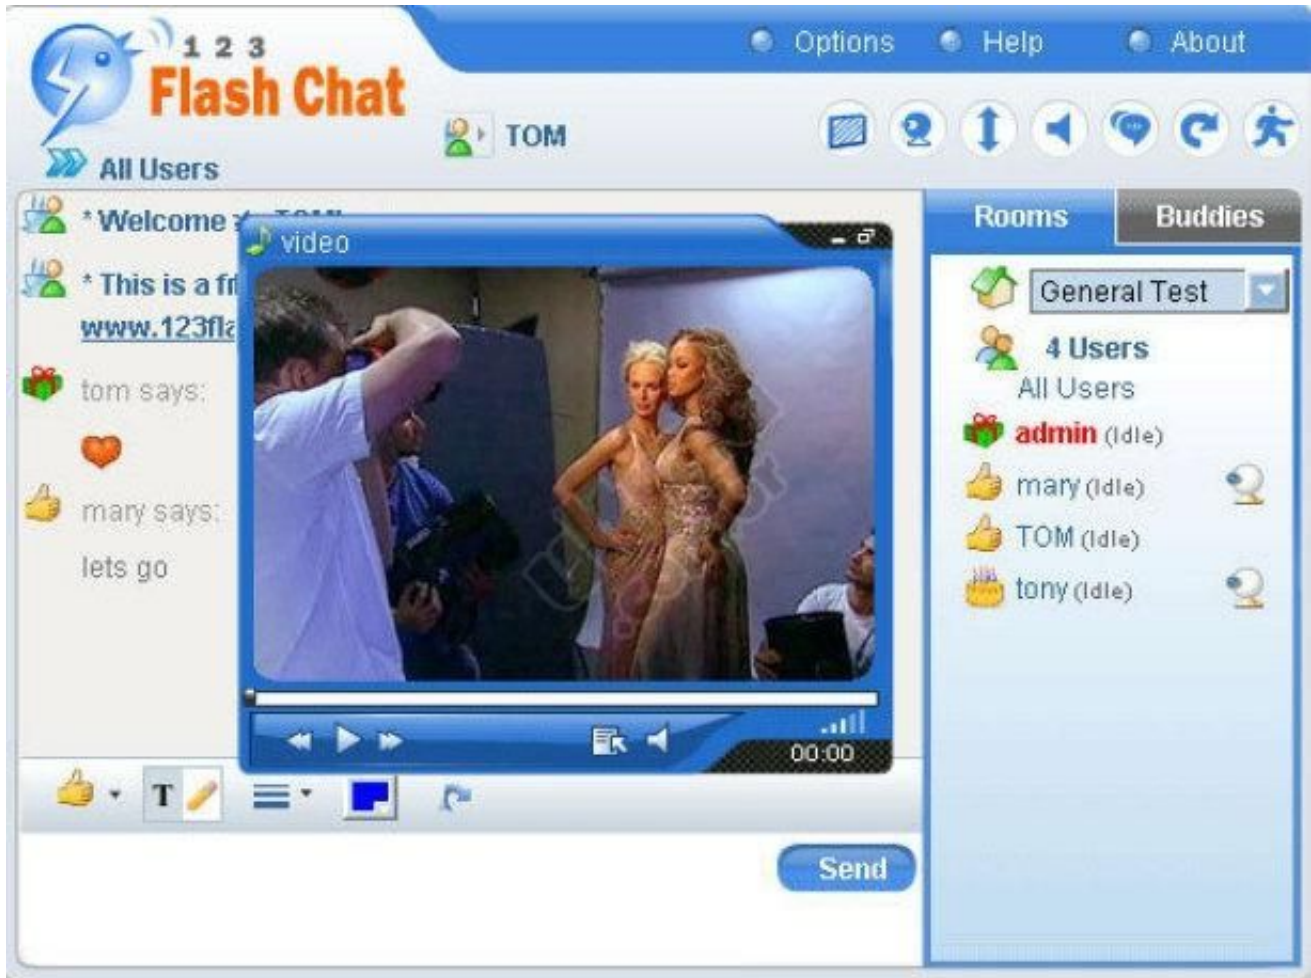 1 2 3
Flash Chat
Options
Help
About
All Users
TOM
* Welcome
* This is a
www.123fla
tom says:
mary says:
lets go
video
00:00
T
Send
Rooms
Buddies
General Test
4 Users
All Users
admin (Idle)
mary (Idle)
TOM (Idle)
tony (Idle)